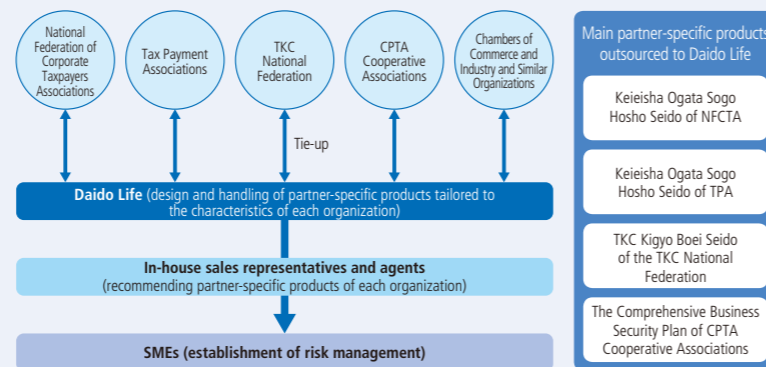 National
Federation of
Corporate
Taxpayers
Associations
Tax Payment
Associations
TKC
National
Federation
CPTA
Cooperative
Associations
Chambers of
Commerce and
Industry and Similar
Organizations
Tie-up
Daido Life (design and handling of partner-specific products tailored to
the characteristics of each organization)
In-house sales representatives and agents
(recommending partner-specific products of each organization)
SMEs (establishment of risk management)
Main partner-specific products
outsourced to Daido Life
Keieisha Ogata Sogo
Hosho Seido of NFCTA
Keieisha Ogata Sogo
Hosho Seido of TPA
TKC Kigyo Boei Seido
of the TKC National
Federation
The Comprehensive Business
Security Plan of CPTA
Cooperative Associations